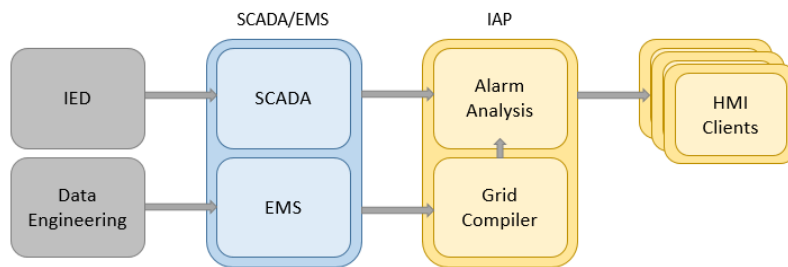 SCADA/EMS
IAP
IED
SCADA
Alarm
Analysis
HMI
Clients
Data
Engineering
EMS
Grid
Compiler